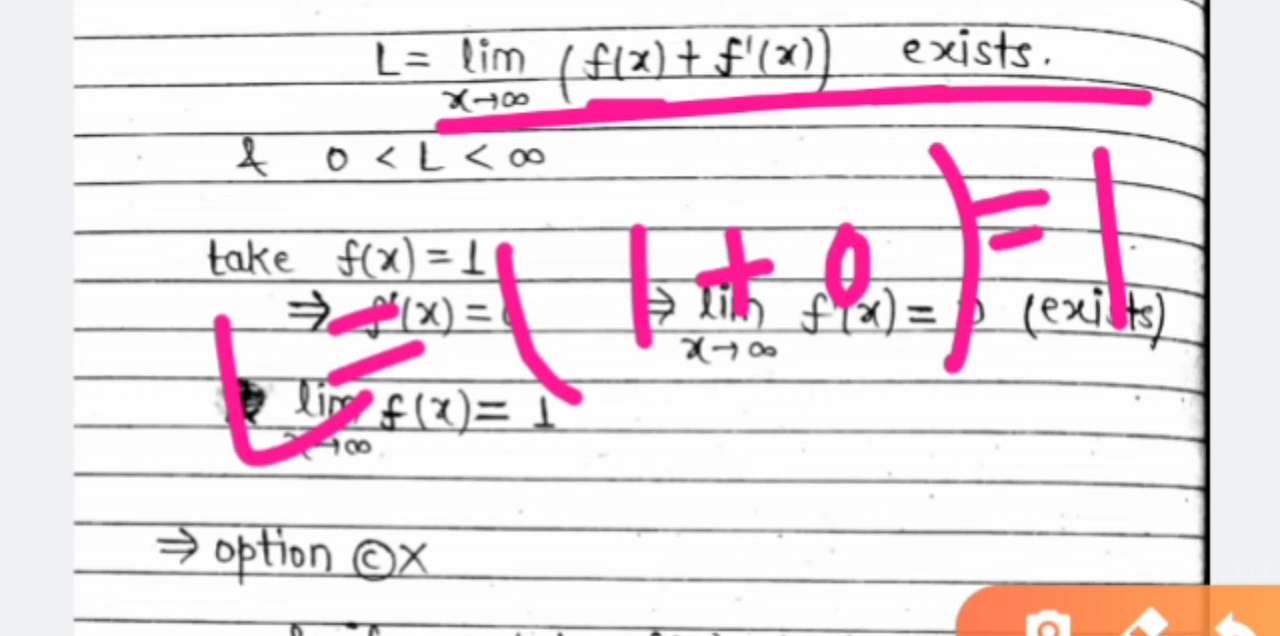 L = lim x→∞ (f(x) + f'(x)) exists.
& 0 < L < ∞
take f(x) = 1
⇒ f'(x) = 0 ⇒ lim x→∞ f'(x) = 0 (exists)
lim x→∞ f(x) = 1
L = (1 + 0) = 1
⇒ option ©X